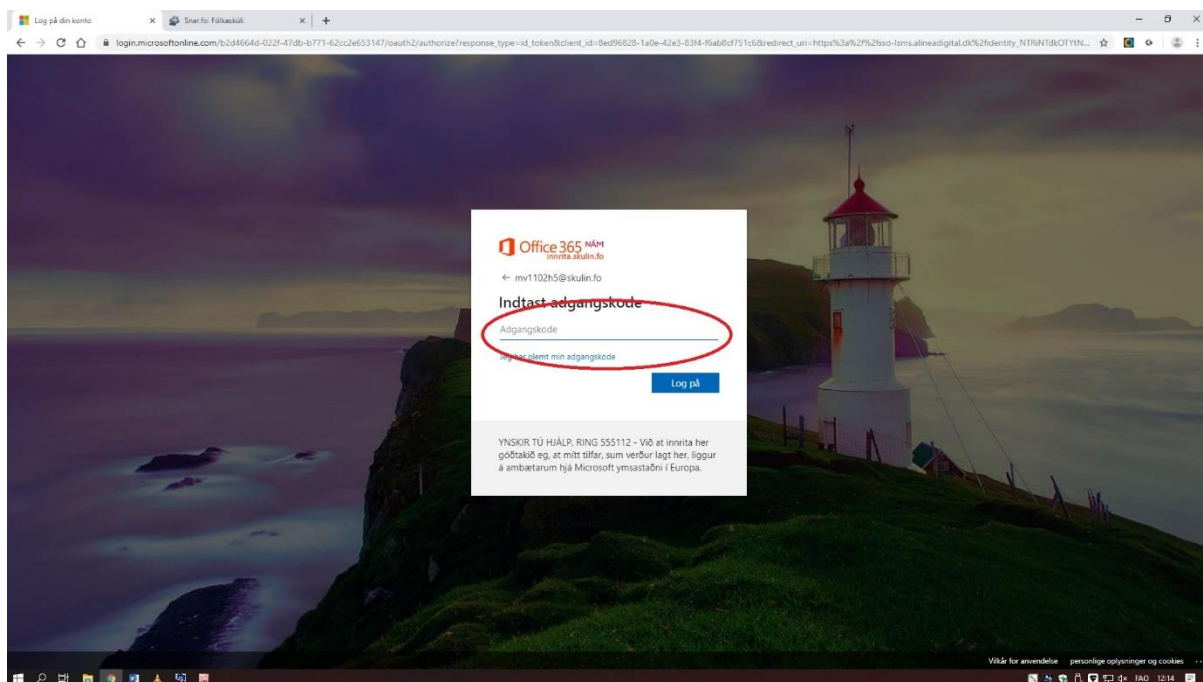 Log på din konto
Snar.fo: Fólkaskúli
login.microsoftonline.com/b2d4664d-022f-47db-b771-62cc2e653147/oauth2/authorize?response_type=id_token&client_id=8ed96828-1a0e-42e3-83f4-f6ab8cf751c6&redirect_uri=https%3a%2f%2fsso-lsms.alineadigital.dk%2fidentity_NTRiNTdkOTYtN...
Office 365 NÁM
innrita.skulin.fo
← mv1102h5@skulin.fo
Indtast adgangskode
Adgangskode
Jeg har glemt min adgangskode
Log på
YNSKIR TÚ HJÁLP, RING 555112 - Við at innrita her
góðtakið eg, at mítt tilfar, sum verður lagt her, liggur
á ambætarum hjá Microsoft ymsastaðni í Europa.
Vilkår for anvendelse personlige oplysninger og cookies ...
FAO 12:14